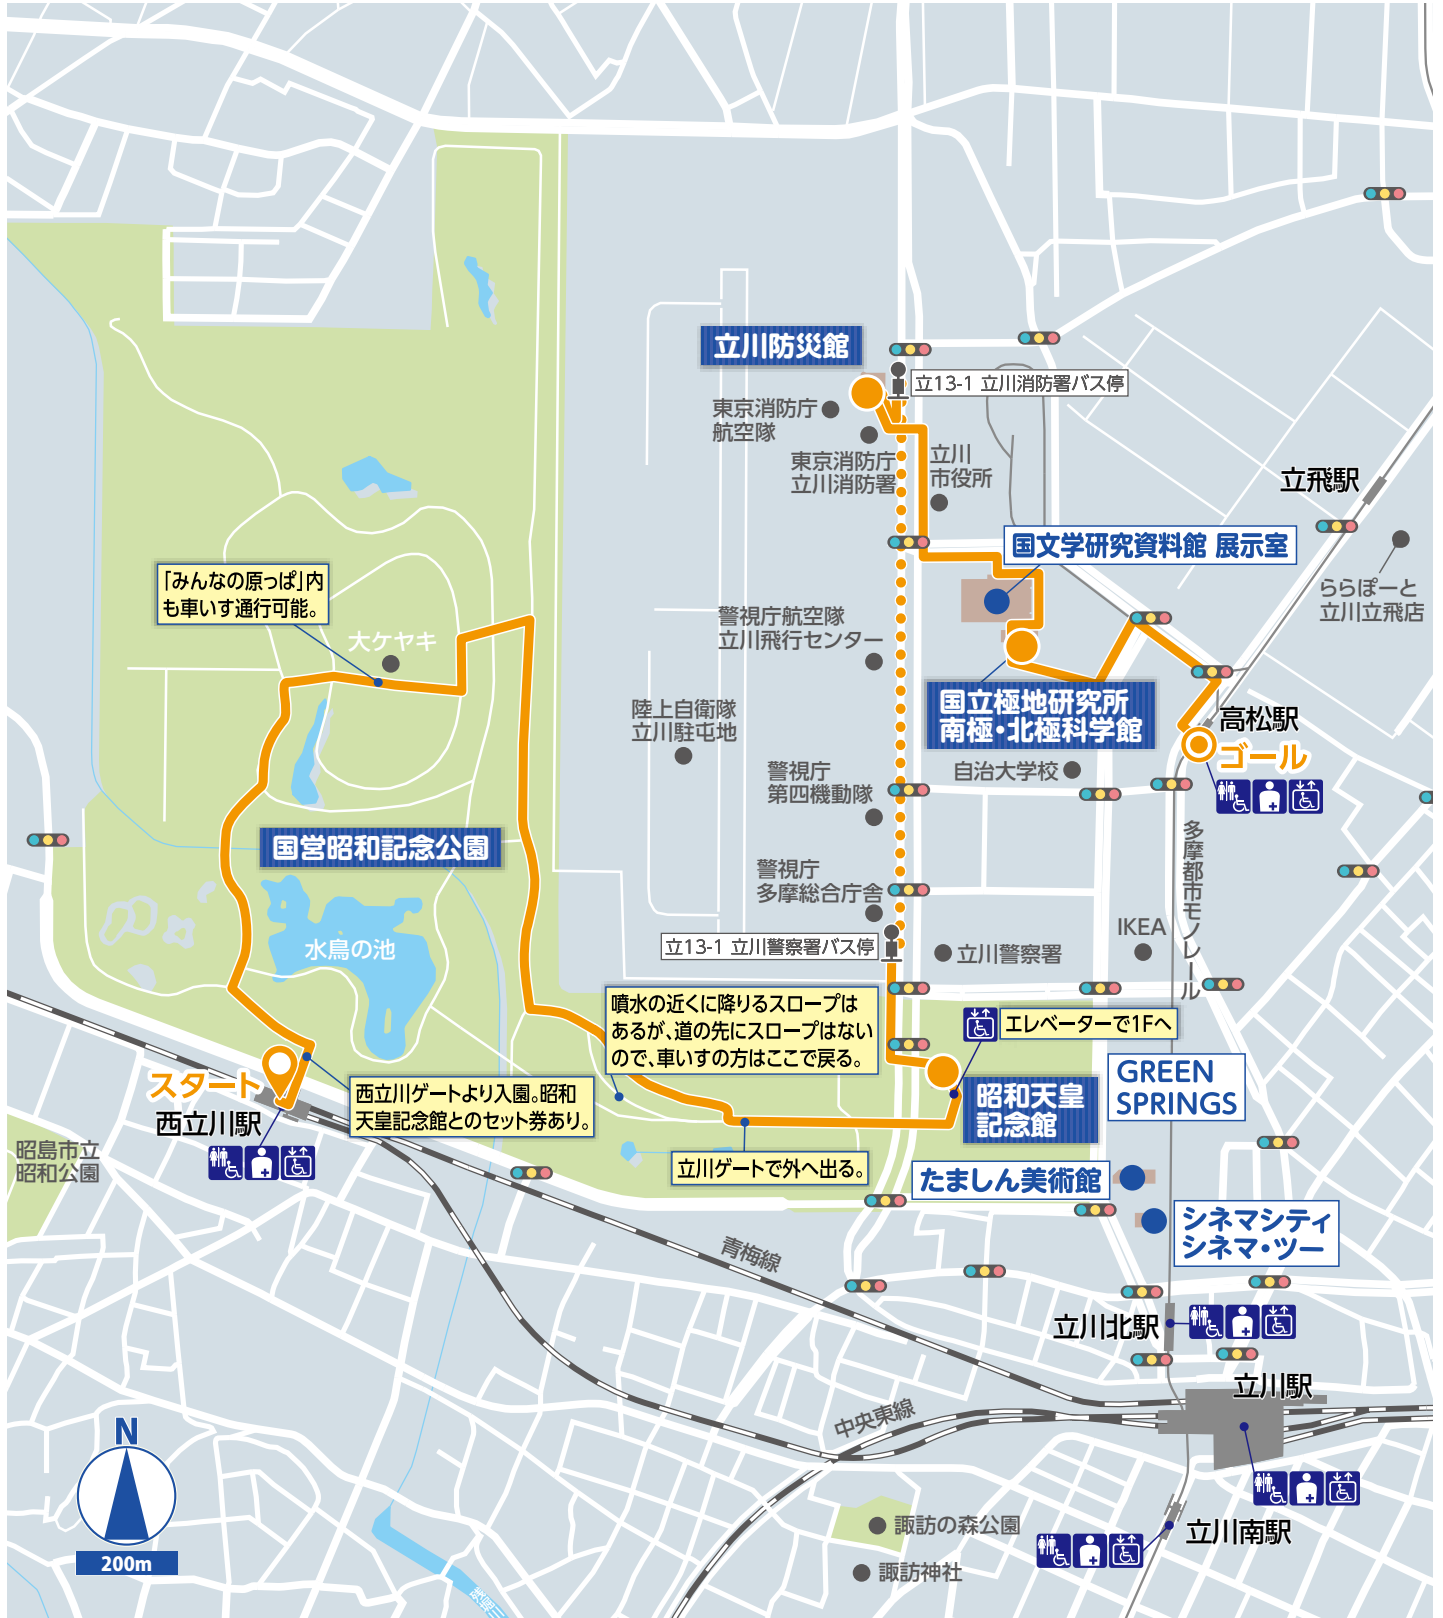 立川防災館
立13-1 立川消防署バス停
東京消防庁
航空隊
東京消防庁
立川消防署
立川
市役所
立飛駅
国文学研究資料館 展示室
ららぽーと
立川立飛店
「みんなの原っぱ」内
も車いす通行可能。
大ケヤキ
警視庁航空隊
立川飛行センター
国立極地研究所
南極・北極科学館
陸上自衛隊
立川駐屯地
高松駅
ゴール
自治大学校
警視庁
第四機動隊
多摩都市モノレール
国営昭和記念公園
警視庁
多摩総合庁舎
IKEA
水鳥の池
立13-1 立川警察署バス停
立川警察署
噴水の近くに降りるスロープは
あるが、道の先にスロープはない
ので、車いすの方はここで戻る。
エレベーターで1Fへ
スタート
西立川駅
西立川ゲートより入園。昭和
天皇記念館とのセット券あり。
昭和天皇
記念館
GREEN
SPRINGS
昭島市立
昭和公園
立川ゲートで外へ出る。
たましん美術館
シネマシティ
シネマ・ツー
青梅線
立川北駅
立川駅
中央東線
N
200m
諏訪の森公園
立川南駅
諏訪神社